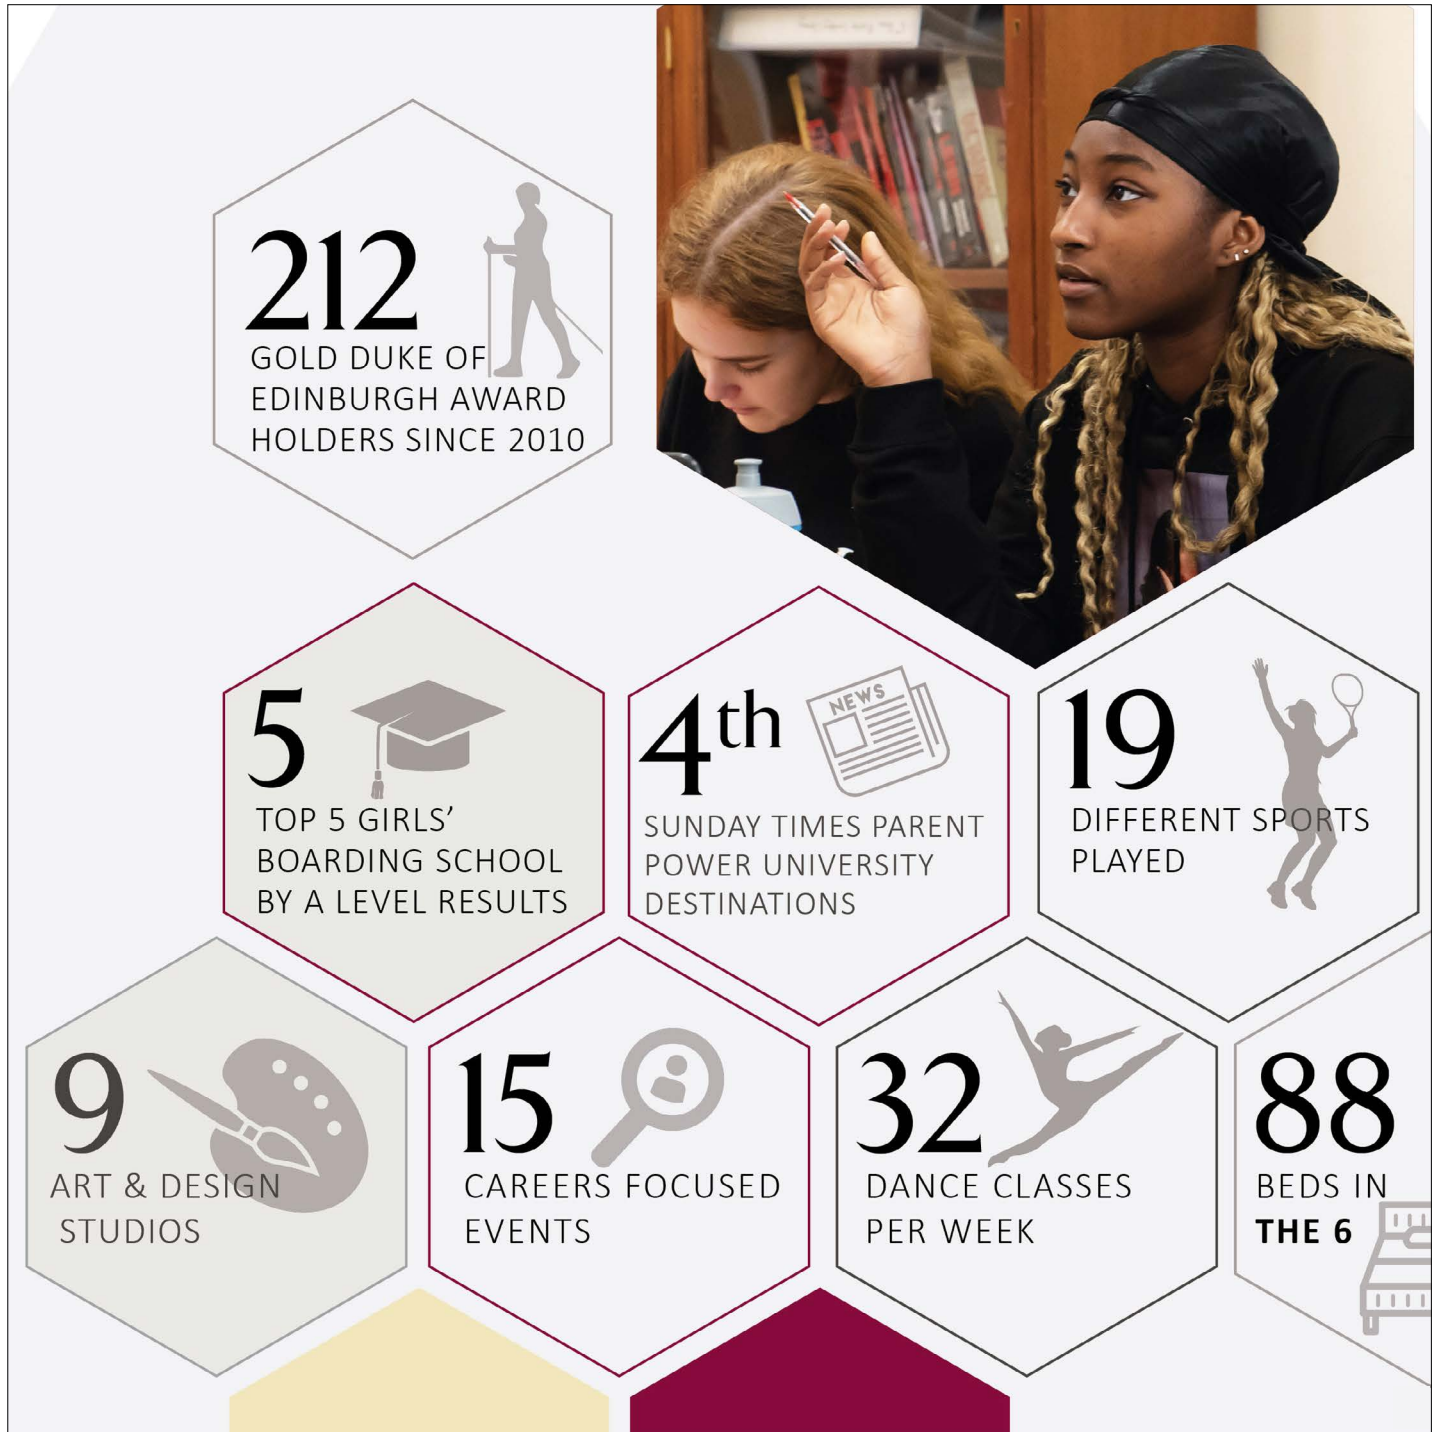 212
GOLD DUKE OF
EDINBURGH AWARD
HOLDERS SINCE 2010
5
TOP 5 GIRLS’
BOARDING SCHOOL
BY A LEVEL RESULTS
4th
NEWS
SUNDAY TIMES PARENT
POWER UNIVERSITY
DESTINATIONS
19
DIFFERENT SPORTS
PLAYED
9
ART & DESIGN
STUDIOS
15
CAREERS FOCUSED
EVENTS
32
DANCE CLASSES
PER WEEK
88
BEDS IN
THE 6